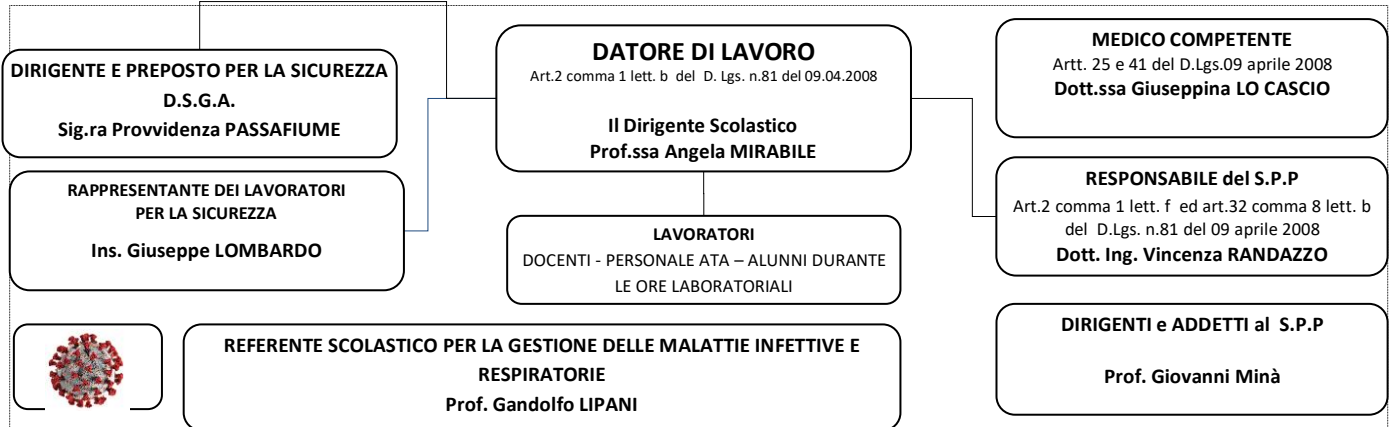 DIRIGENTE E PREPOSTO PER LA SICUREZZA
D.S.G.A.
Sig.ra Provvidenza PASSAFIUME
DATORE DI LAVORO
Art.2 comma 1 lett. b del D. Lgs. n.81 del 09.04.2008
Il Dirigente Scolastico
Prof.ssa Angela MIRABILE
MEDICO COMPETENTE
Artt. 25 e 41 del D.Lgs.09 aprile 2008
Dott.ssa Giuseppina LO CASCIO
RAPPRESENTANTE DEI LAVORATORI
PER LA SICUREZZA
Ins. Giuseppe LOMBARDO
LAVORATORI
DOCENTI - PERSONALE ATA – ALUNNI DURANTE
LE ORE LABORATORIALI
RESPONSABILE del S.P.P
Art.2 comma 1 lett. f ed art.32 comma 8 lett. b
del D.Lgs. n.81 del 09 aprile 2008
Dott. Ing. Vincenza RANDAZZO
REFERENTE SCOLASTICO PER LA GESTIONE DELLE MALATTIE INFETTIVE E
RESPIRATORIE
Prof. Gandolfo LIPANI
DIRIGENTI e ADDETTI al S.P.P
Prof. Giovanni Minà